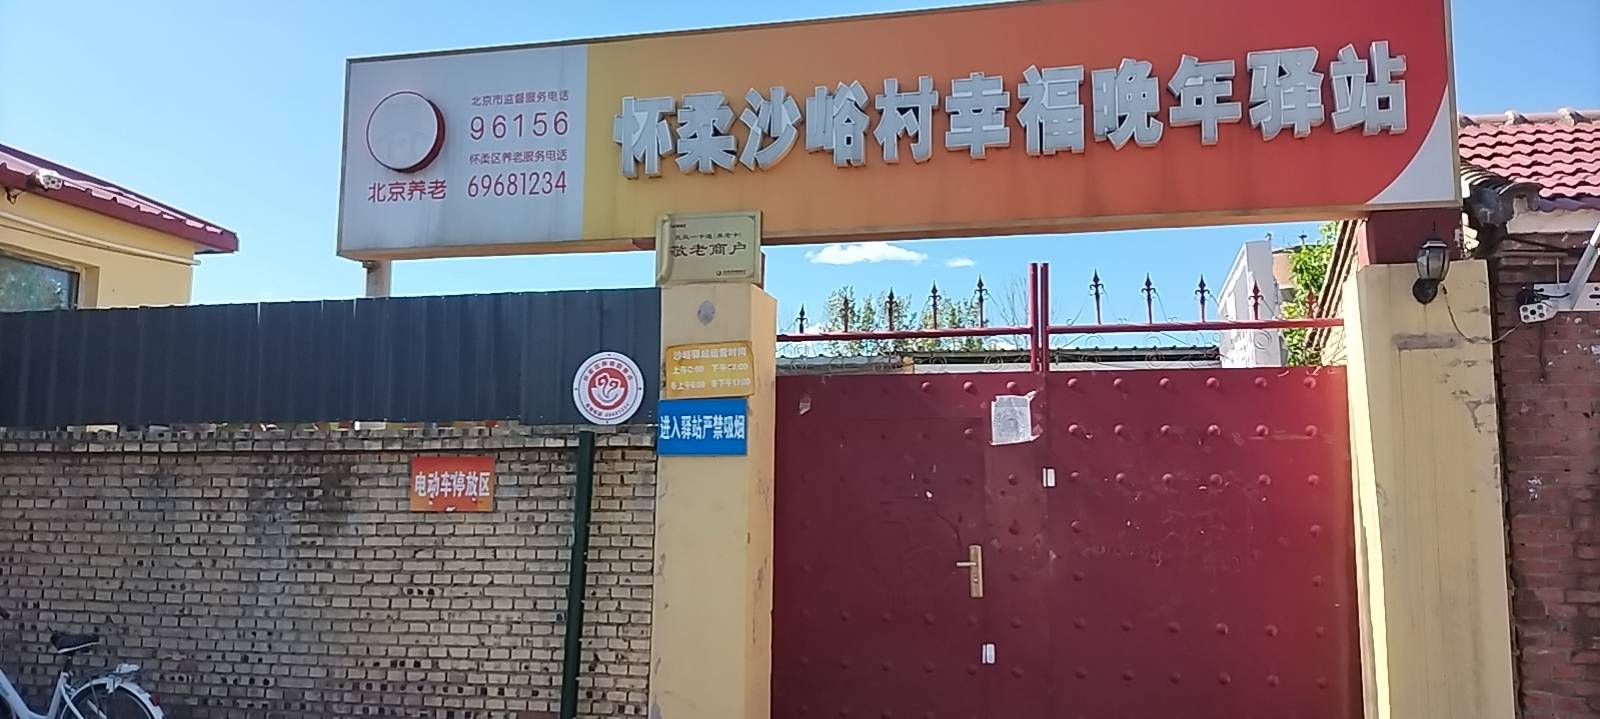 北京市监督服务电话
96156
怀柔区养老服务电话
69681234
北京养老
怀柔沙峪村幸福晚年驿站
敬老商户
沙峪驿站运营时间
进入驿站严禁吸烟
电动车停放区